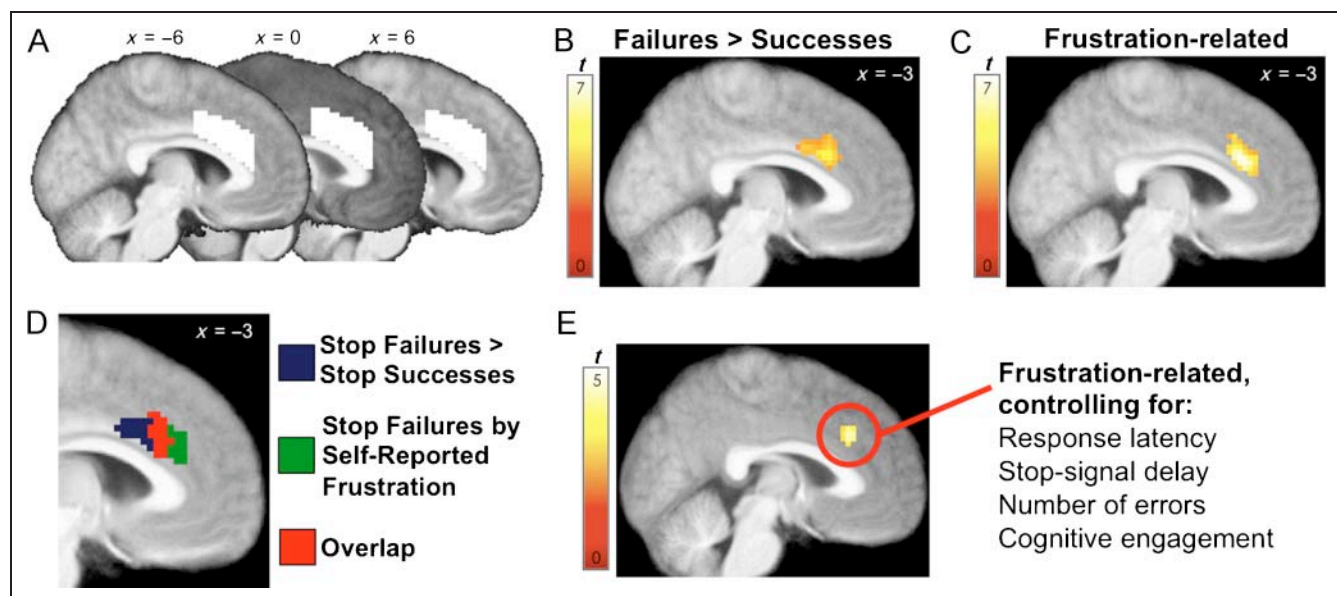 A
x = −6
x = 0
x = 6
B
Failures > Successes
t
7
0
x = −3
C
Frustration-related
t
7
0
x = −3
D
x = −3
Stop Failures >
Stop Successes
Stop Failures by
Self-Reported
Frustration
Overlap
E
t
5
0
Frustration-related,
controlling for:
Response latency
Stop-signal delay
Number of errors
Cognitive engagement